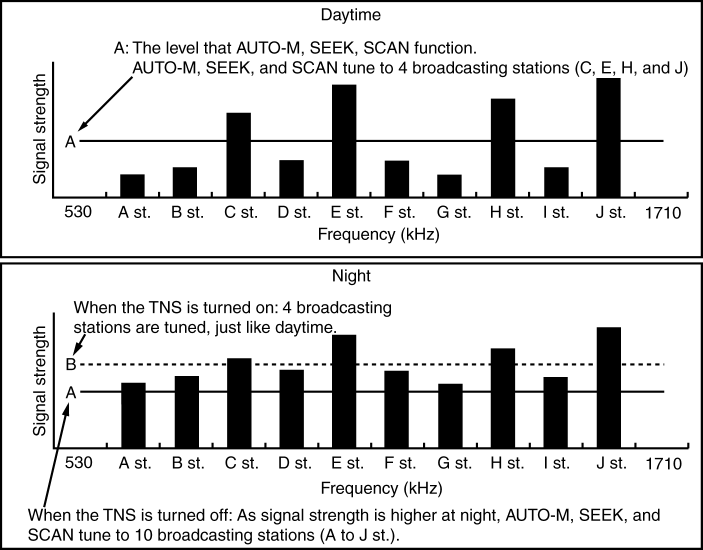 Daytime
A: The level that AUTO-M, SEEK, SCAN function.
AUTO-M, SEEK, and SCAN tune to 4 broadcasting stations (C, E, H, and J)
Signal strength
A
530 A st. B st. C st. D st. E st. F st. G st. H st. I st. J st. 1710
Frequency (kHz)
Night
When the TNS is turned on: 4 broadcasting
stations are tuned, just like daytime.
Signal strength
B
A
530 A st. B st. C st. D st. E st. F st. G st. H st. I st. J st. 1710
Frequency (kHz)
When the TNS is turned off: As signal strength is higher at night, AUTO-M, SEEK, and
SCAN tune to 10 broadcasting stations (A to J st.).